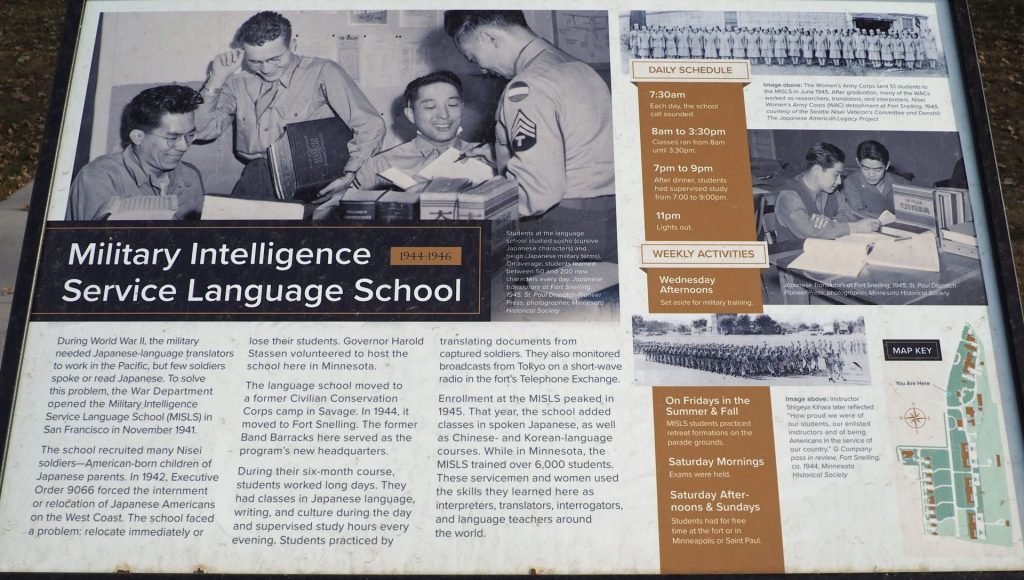 Military Intelligence
Service Language School
1944-1946
Students at the language
school studied sosho (cursive
Japanese characters) and
heigo (Japanese military terms).
On average, students learned
between 50 and 200 new
characters every day. Japanese
translators at Fort Snelling,
1945, St. Paul Dispatch-Pioneer
Press, photographer, Minnesota
Historical Society
During World War II, the military
needed Japanese-language translators
to work in the Pacific, but few soldiers
spoke or read Japanese. To solve
this problem, the War Department
opened the Military Intelligence
Service Language School (MISLS) in
San Francisco in November 1941.
The school recruited many Nisei
soldiers—American-born children of
Japanese parents. In 1942, Executive
Order 9066 forced the internment
or relocation of Japanese Americans
on the West Coast. The school faced
a problem: relocate immediately or
lose their students. Governor Harold
Stassen volunteered to host the
school here in Minnesota.
The language school moved to
a former Civilian Conservation
Corps camp in Savage. In 1944, it
moved to Fort Snelling. The former
Band Barracks here served as the
program's new headquarters.
During their six-month course,
students worked long days. They
had classes in Japanese language,
writing, and culture during the day
and supervised study hours every
evening. Students practiced by
translating documents from
captured soldiers. They also monitored
broadcasts from Tokyo on a short-wave
radio in the fort's Telephone Exchange.
Enrollment at the MISLS peaked in
1945. That year, the school added
classes in spoken Japanese, as well
as Chinese- and Korean-language
courses. While in Minnesota, the
MISLS trained over 6,000 students.
These servicemen and women used
the skills they learned here as
interpreters, translators, interrogators,
and language teachers around
the world.
DAILY SCHEDULE
7:30am
Each day, the school
call sounded.
8am to 3:30pm
Classes ran from 8am
until 3:30pm.
7pm to 9pm
After dinner, students
had supervised study
from 7:00 to 9:00pm.
11pm
Lights out.
WEEKLY ACTIVITIES
Wednesday
Afternoons
Set aside for military training.
On Fridays in the
Summer & Fall
MISLS students practiced
retreat formations on the
parade grounds.
Saturday Mornings
Exams were held.
Saturday After-
noons & Sundays
Students had for free
time at the fort or in
Minneapolis or Saint Paul.
Image above: The Women's Army Corps sent 51 students to
the MISLS in June 1945. After graduation, many of the WACs
worked as researchers, translators, and interpreters. Nisei
Women's Army Corps (WAC) detachment at Fort Snelling, 1945,
courtesy of the Seattle Nisei Veteran's Committee and Densho:
The Japanese American Legacy Project
Japanese Translators at Fort Snelling, 1945, St. Paul Dispatch
Pioneer Press, photographer, Minnesota Historical Society
Image above: Instructor
Shigeya Kihara later reflected
"How proud we were of
our students, our enlisted
instructors and of being
Americans in the service of
our country." G Company
pass in review, Fort Snelling,
ca. 1944, Minnesota
Historical Society
MAP KEY
You Are Here